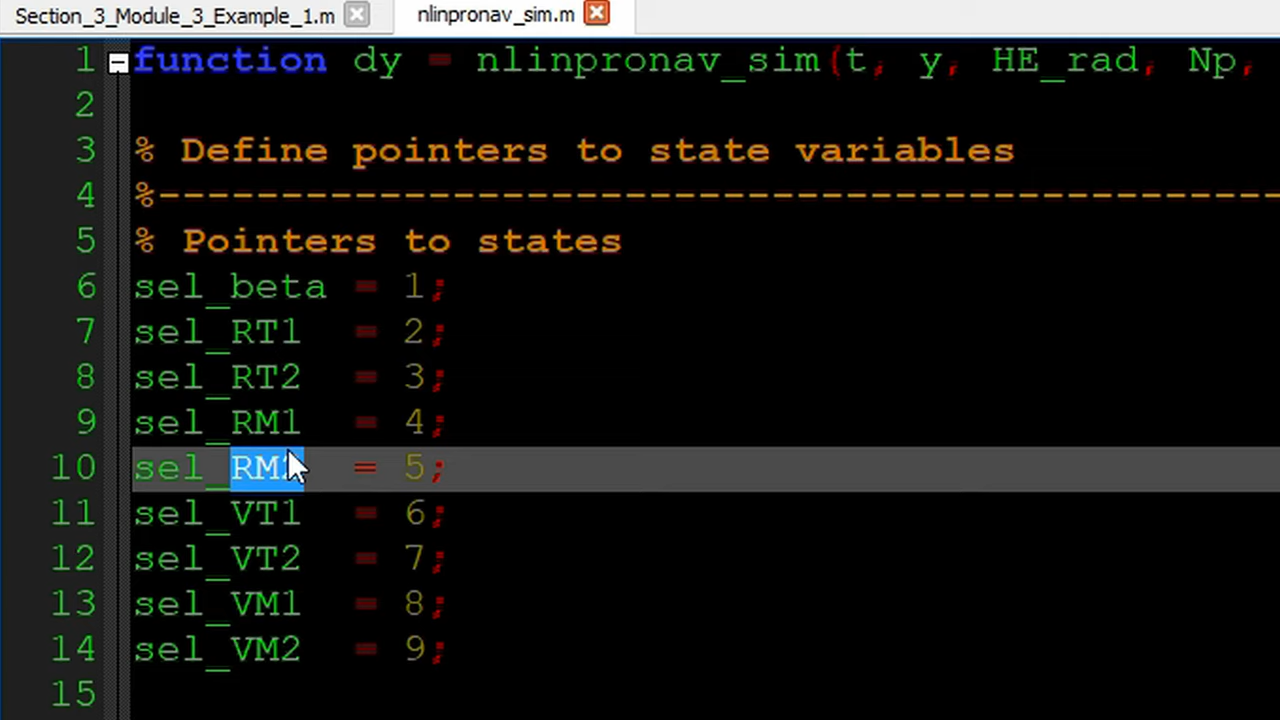 Section_3_Module_3_Example_1.m nlinpronav_sim.m
1 function dy = nlinpronav_sim(t, y, HE_rad, Np,
2
3 % Define pointers to state variables
4 %-----------------------------------------------
5 % Pointers to states
6 sel_beta = 1;
7 sel_RT1 = 2;
8 sel_RT2 = 3;
9 sel_RM1 = 4;
10 sel_RM2 = 5;
11 sel_VT1 = 6;
12 sel_VT2 = 7;
13 sel_VM1 = 8;
14 sel_VM2 = 9;
15